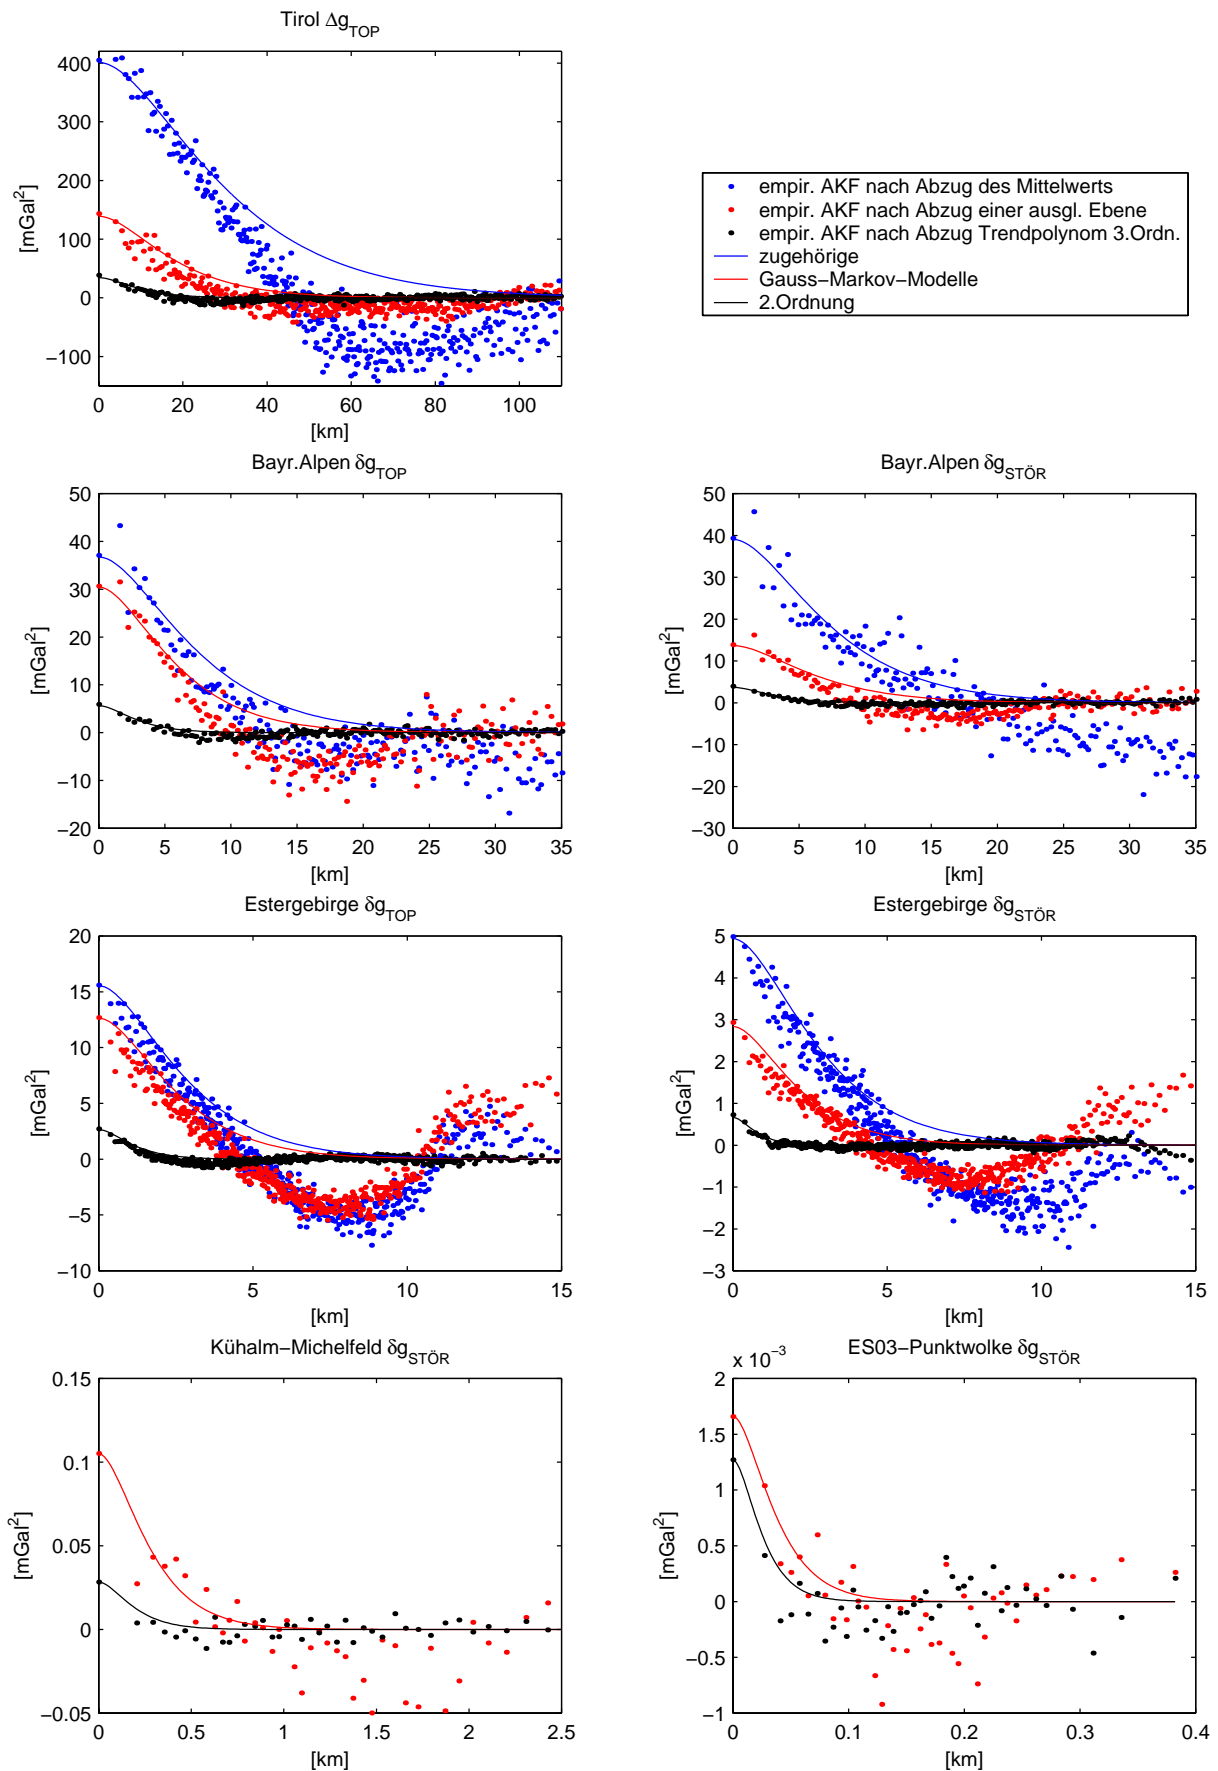 Tirol Δg_TOP
400
300
200
100
0
−100
[mGal²]
0 20 40 60 80 100
[km]
empir. AKF nach Abzug des Mittelwerts
empir. AKF nach Abzug einer ausgl. Ebene
empir. AKF nach Abzug Trendpolynom 3.Ordn.
zugehörige
Gauss−Markov−Modelle
2.Ordnung
Bayr.Alpen δg_TOP
50
40
30
20
10
0
−10
−20
[mGal²]
0 5 10 15 20 25 30 35
[km]
Bayr.Alpen δg_STÖR
50
40
30
20
10
0
−10
−20
−30
[mGal²]
0 5 10 15 20 25 30 35
[km]
Estergebirge δg_TOP
20
15
10
5
0
−5
−10
[mGal²]
0 5 10 15
[km]
Estergebirge δg_STÖR
5
4
3
2
1
0
−1
−2
−3
[mGal²]
0 5 10 15
[km]
Kühalm−Michelfeld δg_STÖR
0.15
0.1
0.05
0
−0.05
[mGal²]
0 0.5 1 1.5 2 2.5
[km]
ES03−Punktwolke δg_STÖR
x 10⁻³
2
1.5
1
0.5
0
−0.5
−1
[mGal²]
0 0.1 0.2 0.3 0.4
[km]